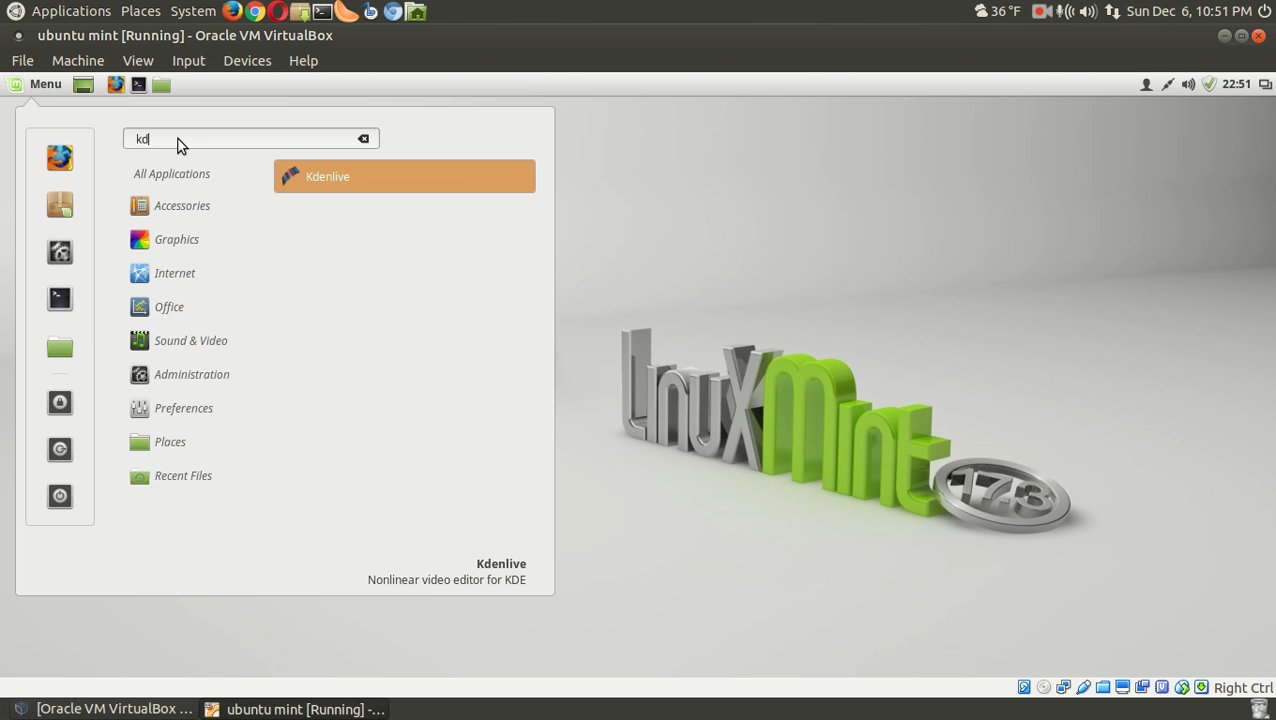 Applications Places System 36 °F Sun Dec 6, 10:51 PM
ubuntu mint [Running] - Oracle VM VirtualBox
File Machine View Input Devices Help
Menu 22:51
kd
All Applications
Kdenlive
Accessories
Graphics
Internet
Office
Sound & Video
Administration
Preferences
Places
Recent Files
Kdenlive
Nonlinear video editor for KDE
LinuxMint
17.3
Right Ctrl
[Oracle VM VirtualBox ... ubuntu mint [Running] -...